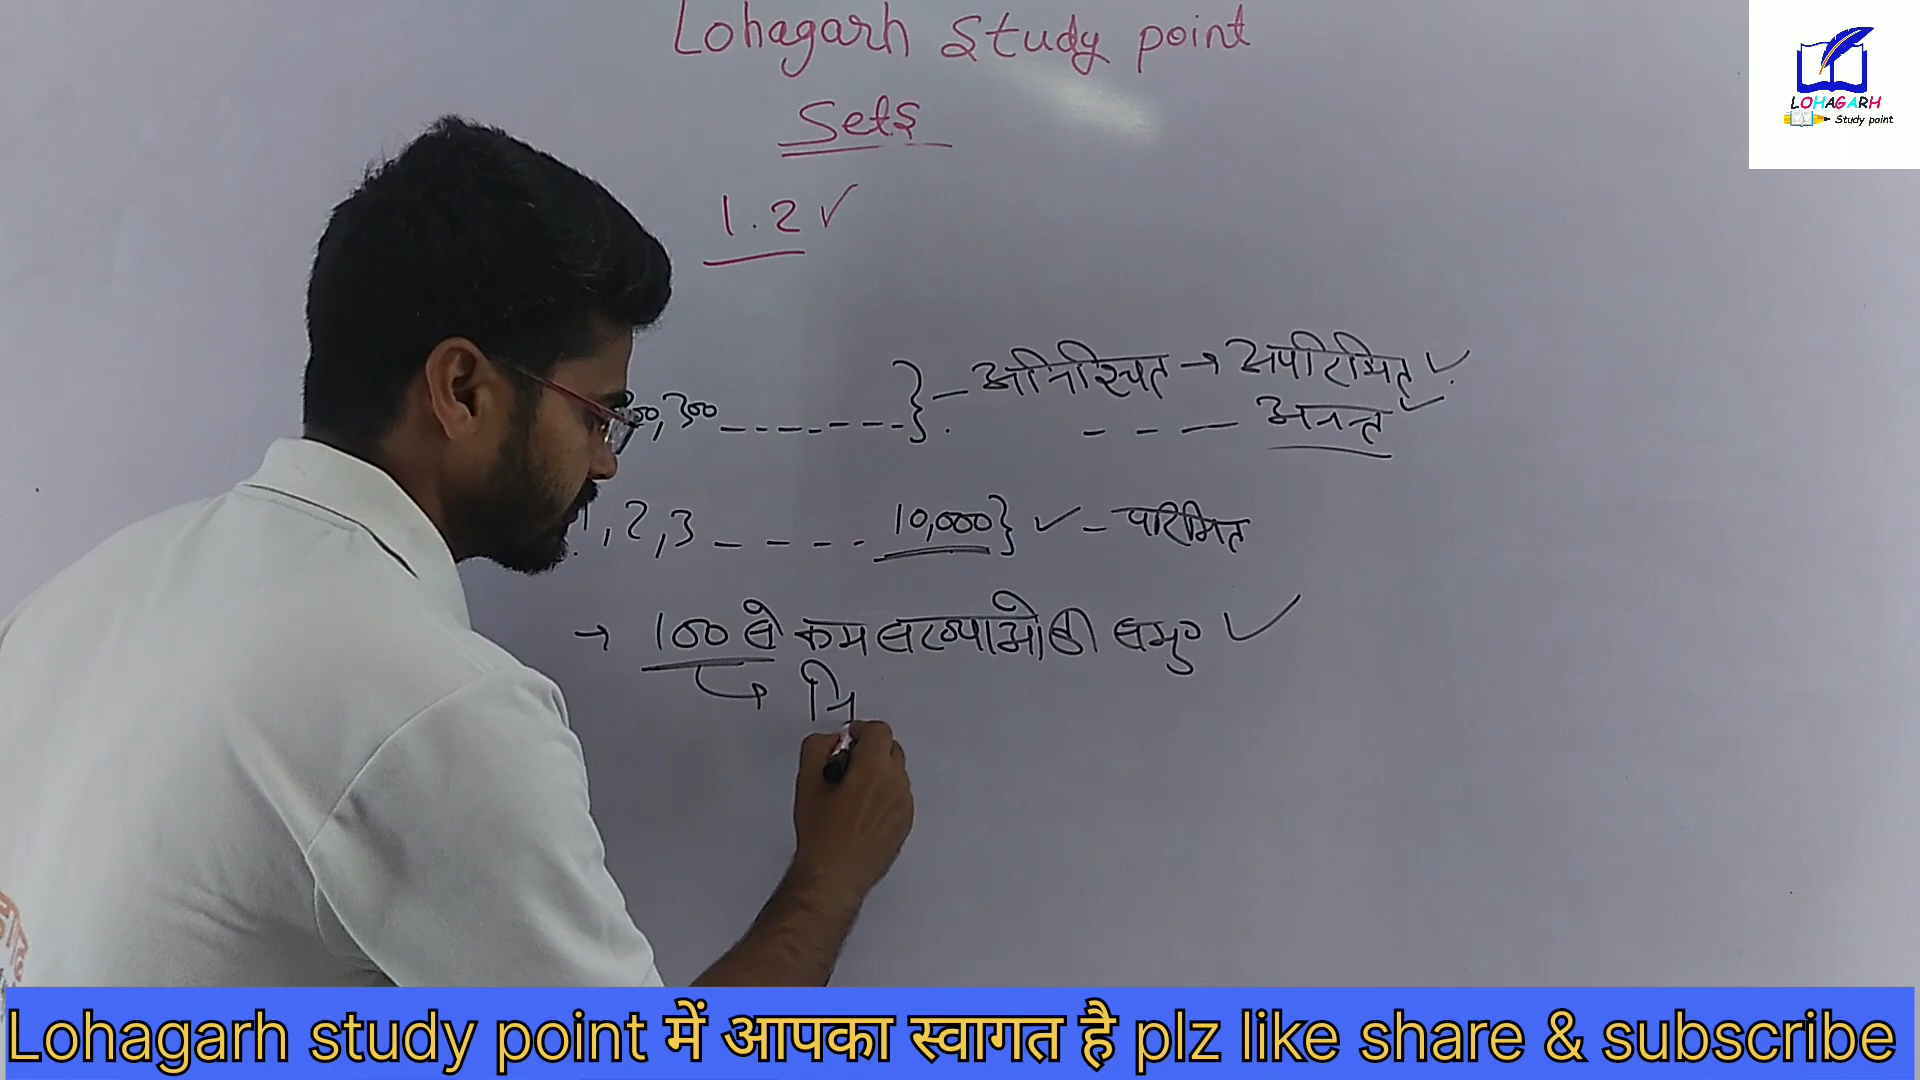 Lohagarh Study point
Sets
1.2 ✓
00, 300 _ _ _ _ _ _ _ } - अनिश्चित → अपरिमित ✓
_ _ _ अनन्त ✓
1, 2, 3 _ _ _ _ 10,000} ✓ - परिमित
→ 100 से कम संख्याओ की समुह ✓
नि
LOHAGARH
Study point
Lohagarh study point में आपका स्वागत है plz like share & subscribe